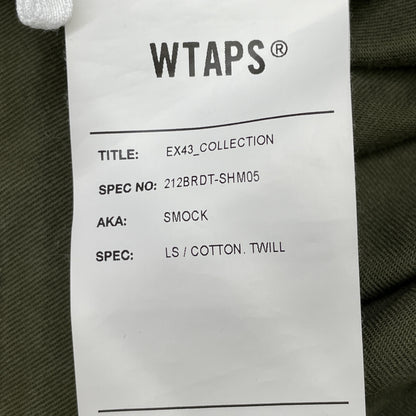 WTAPS®
TITLE: EX43_COLLECTION
SPEC NO: 212BRDT-SHM05
AKA: SMOCK
SPEC: LS / COTTON. TWILL